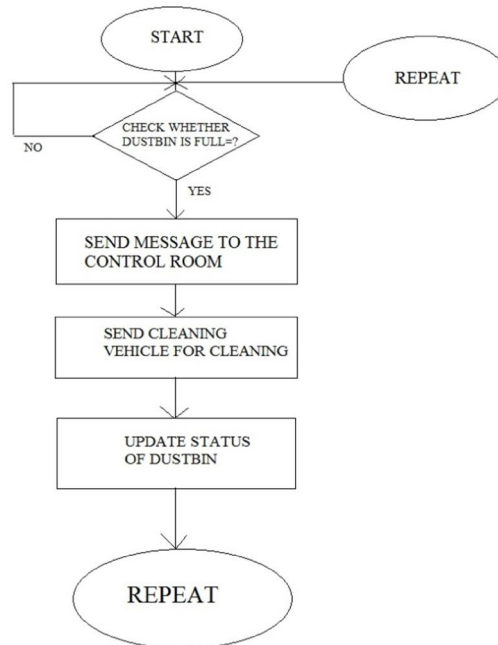 START
REPEAT
CHECK WHETHER
DUSTBIN IS FULL=?
NO
YES
SEND MESSAGE TO THE
CONTROL ROOM
SEND CLEANING
VEHICLE FOR CLEANING
UPDATE STATUS
OF DUSTBIN
REPEAT